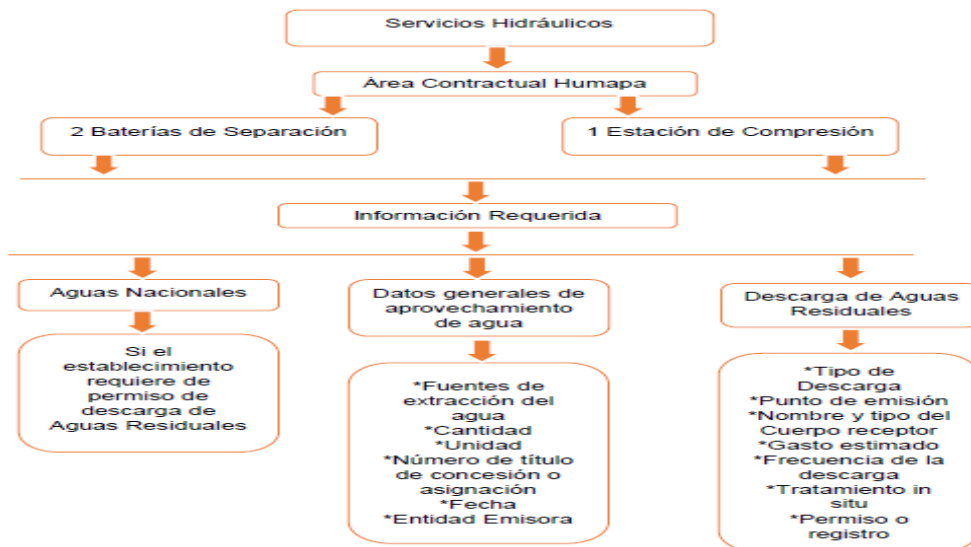 Servicios Hidráulicos
Área Contractual Humapa
2 Baterías de Separación
1 Estación de Compresión
Información Requerida
Aguas Nacionales
Datos generales de
aprovechamiento
de agua
Descarga de Aguas
Residuales
Si el
establecimiento
requiere de
permiso de
descarga de
Aguas Residuales
*Fuentes de
extracción del
agua
*Cantidad
*Unidad
*Número de título
de concesión o
asignación
*Fecha
*Entidad Emisora
*Tipo de
Descarga
*Punto de emisión
*Nombre y tipo del
Cuerpo receptor
*Gasto estimado
*Frecuencia de la
descarga
*Tratamiento in
situ
*Permiso o
registro